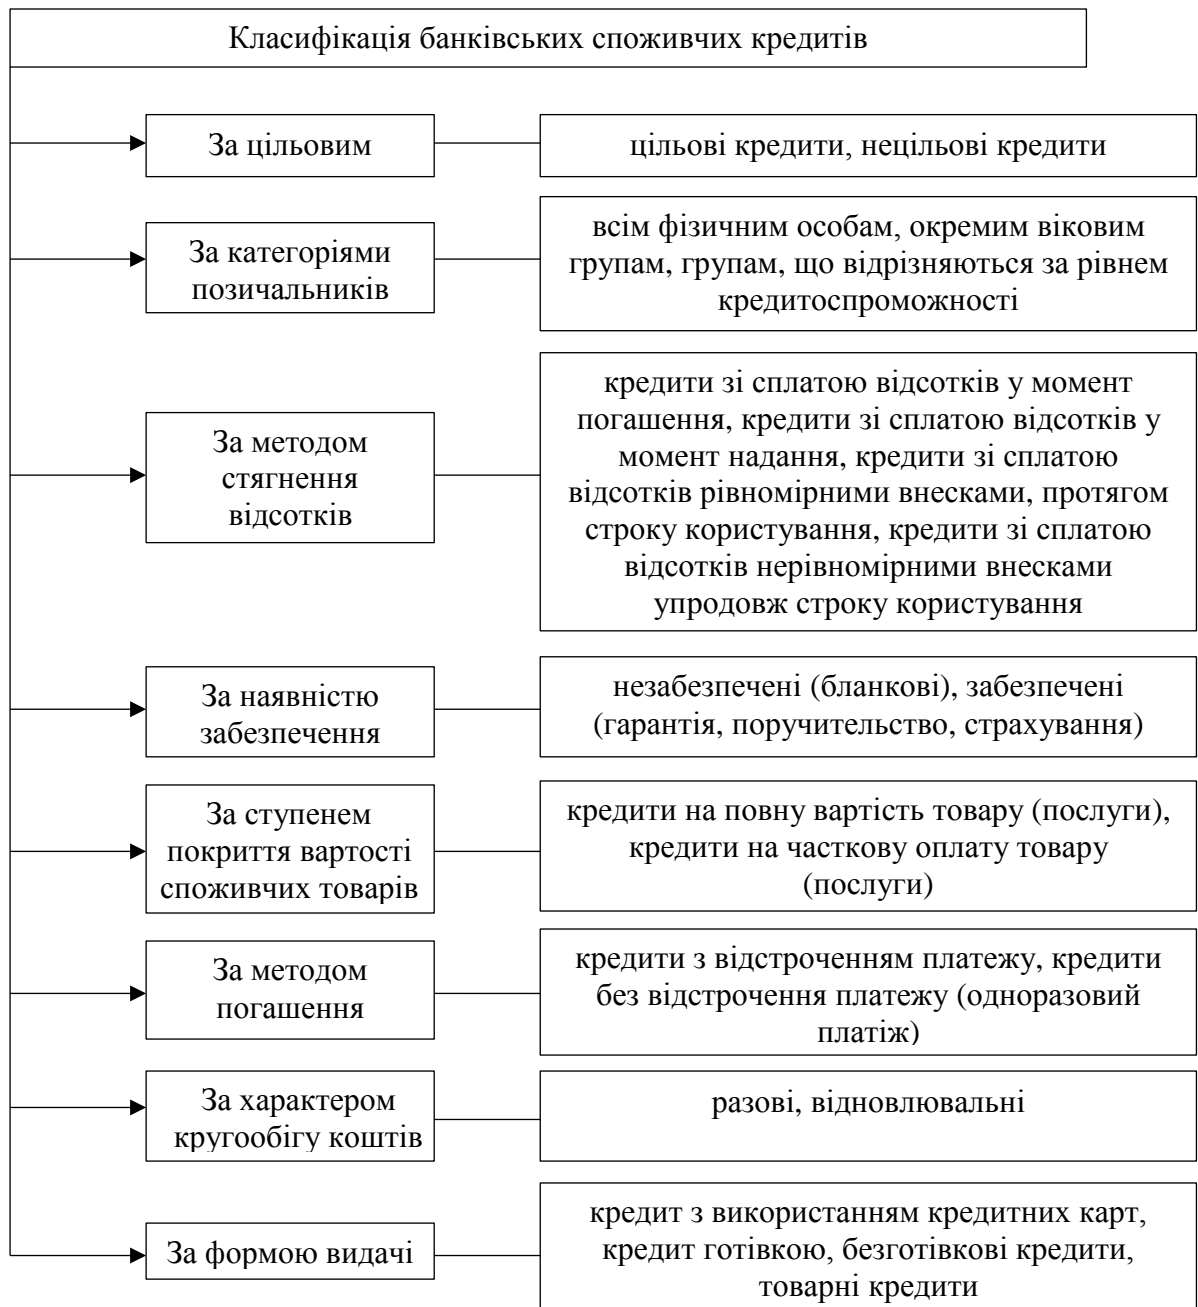 Класифікація банківських споживчих кредитів
За цільовим
цільові кредити, нецільові кредити
За категоріями
позичальників
всім фізичним особам, окремим віковим
групам, групам, що відрізняються за рівнем
кредитоспроможності
За методом
стягнення
відсотків
кредити зі сплатою відсотків у момент
погашення, кредити зі сплатою відсотків у
момент надання, кредити зі сплатою
відсотків рівномірними внесками, протягом
строку користування, кредити зі сплатою
відсотків нерівномірними внесками
упродовж строку користування
За наявністю
забезпечення
незабезпечені (бланкові), забезпечені
(гарантія, поручительство, страхування)
За ступенем
покриття вартості
споживчих товарів
кредити на повну вартість товару (послуги),
кредити на часткову оплату товару
(послуги)
За методом
погашення
кредити з відстроченням платежу, кредити
без відстрочення платежу (одноразовий
платіж)
За характером
кругообігу коштів
разові, відновлювальні
За формою видачі
кредит з використанням кредитних карт,
кредит готівкою, безготівкові кредити,
товарні кредити